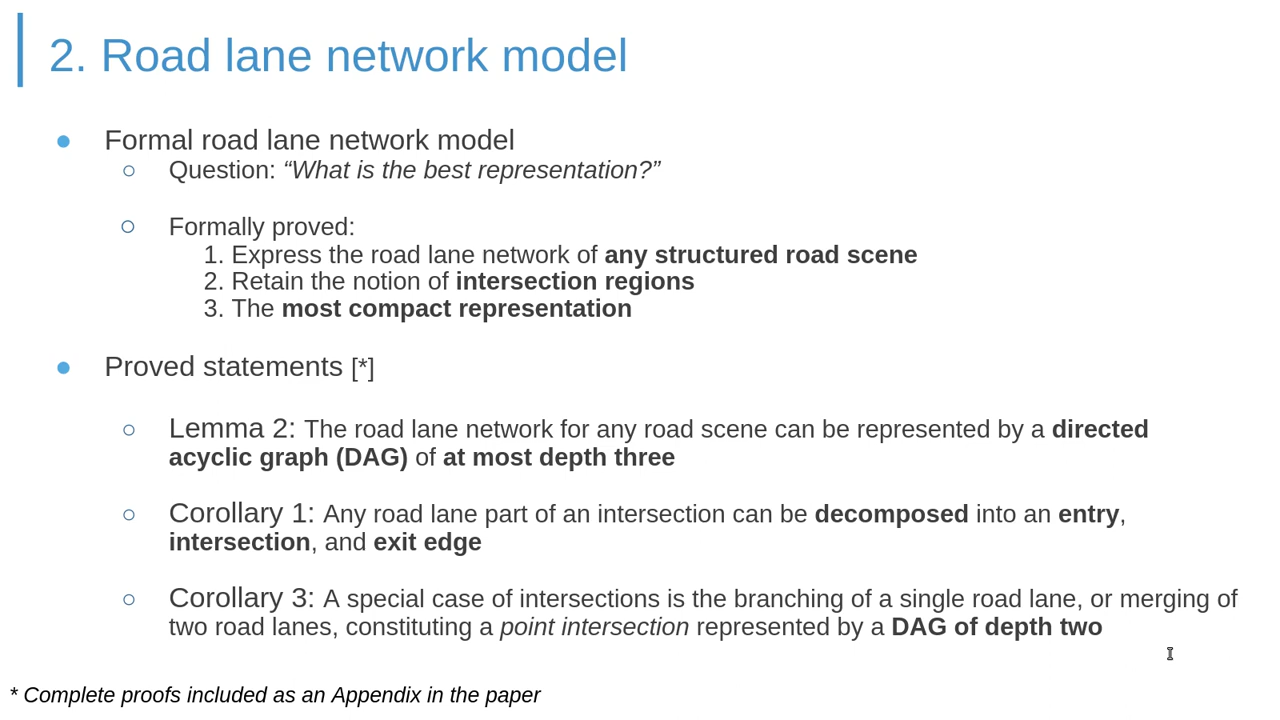 2. Road lane network model
● Formal road lane network model
○ Question: “What is the best representation?”
○ Formally proved:
1. Express the road lane network of any structured road scene
2. Retain the notion of intersection regions
3. The most compact representation
● Proved statements [*]
○ Lemma 2: The road lane network for any road scene can be represented by a directed
acyclic graph (DAG) of at most depth three
○ Corollary 1: Any road lane part of an intersection can be decomposed into an entry,
intersection, and exit edge
○ Corollary 3: A special case of intersections is the branching of a single road lane, or merging of
two road lanes, constituting a point intersection represented by a DAG of depth two
* Complete proofs included as an Appendix in the paper